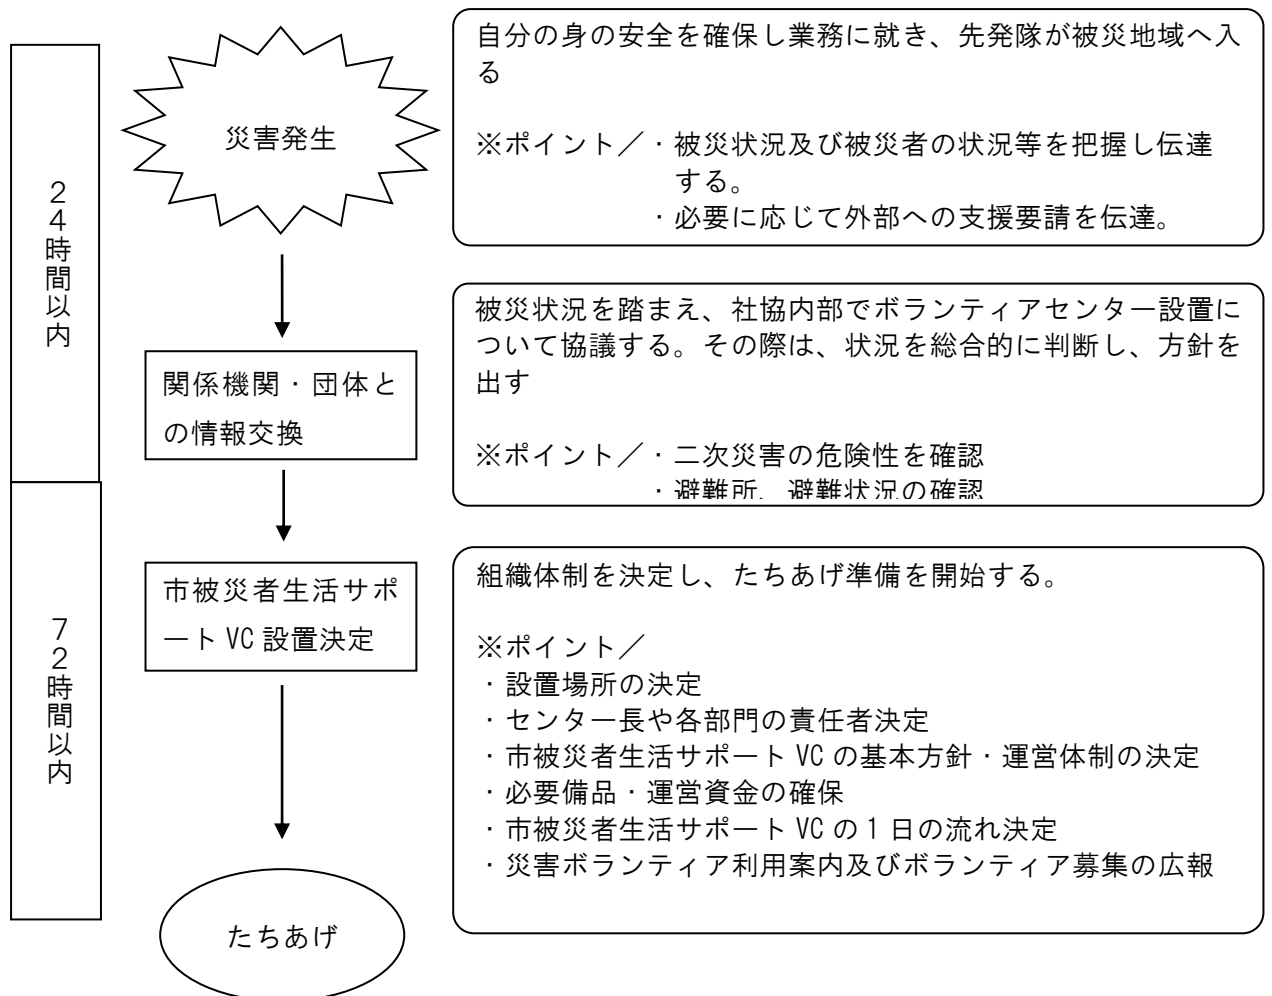 24時間以内
災害発生
自分の身の安全を確保し業務に就き、先発隊が被災地域へ入
る
※ポイント／・被災状況及び被災者の状況等を把握し伝達
する。
・必要に応じて外部への支援要請を伝達。
関係機関・団体と
の情報交換
被災状況を踏まえ、社協内部でボランティアセンター設置に
ついて協議する。その際は、状況を総合的に判断し、方針を
出す
※ポイント／・二次災害の危険性を確認
・避難所、避難状況の確認
72時間以内
市被災者生活サポ
ートVC設置決定
組織体制を決定し、たちあげ準備を開始する。
※ポイント／
・設置場所の決定
・センター長や各部門の責任者決定
・市被災者生活サポートVCの基本方針・運営体制の決定
・必要備品・運営資金の確保
・市被災者生活サポートVCの1日の流れ決定
・災害ボランティア利用案内及びボランティア募集の広報
たちあげ